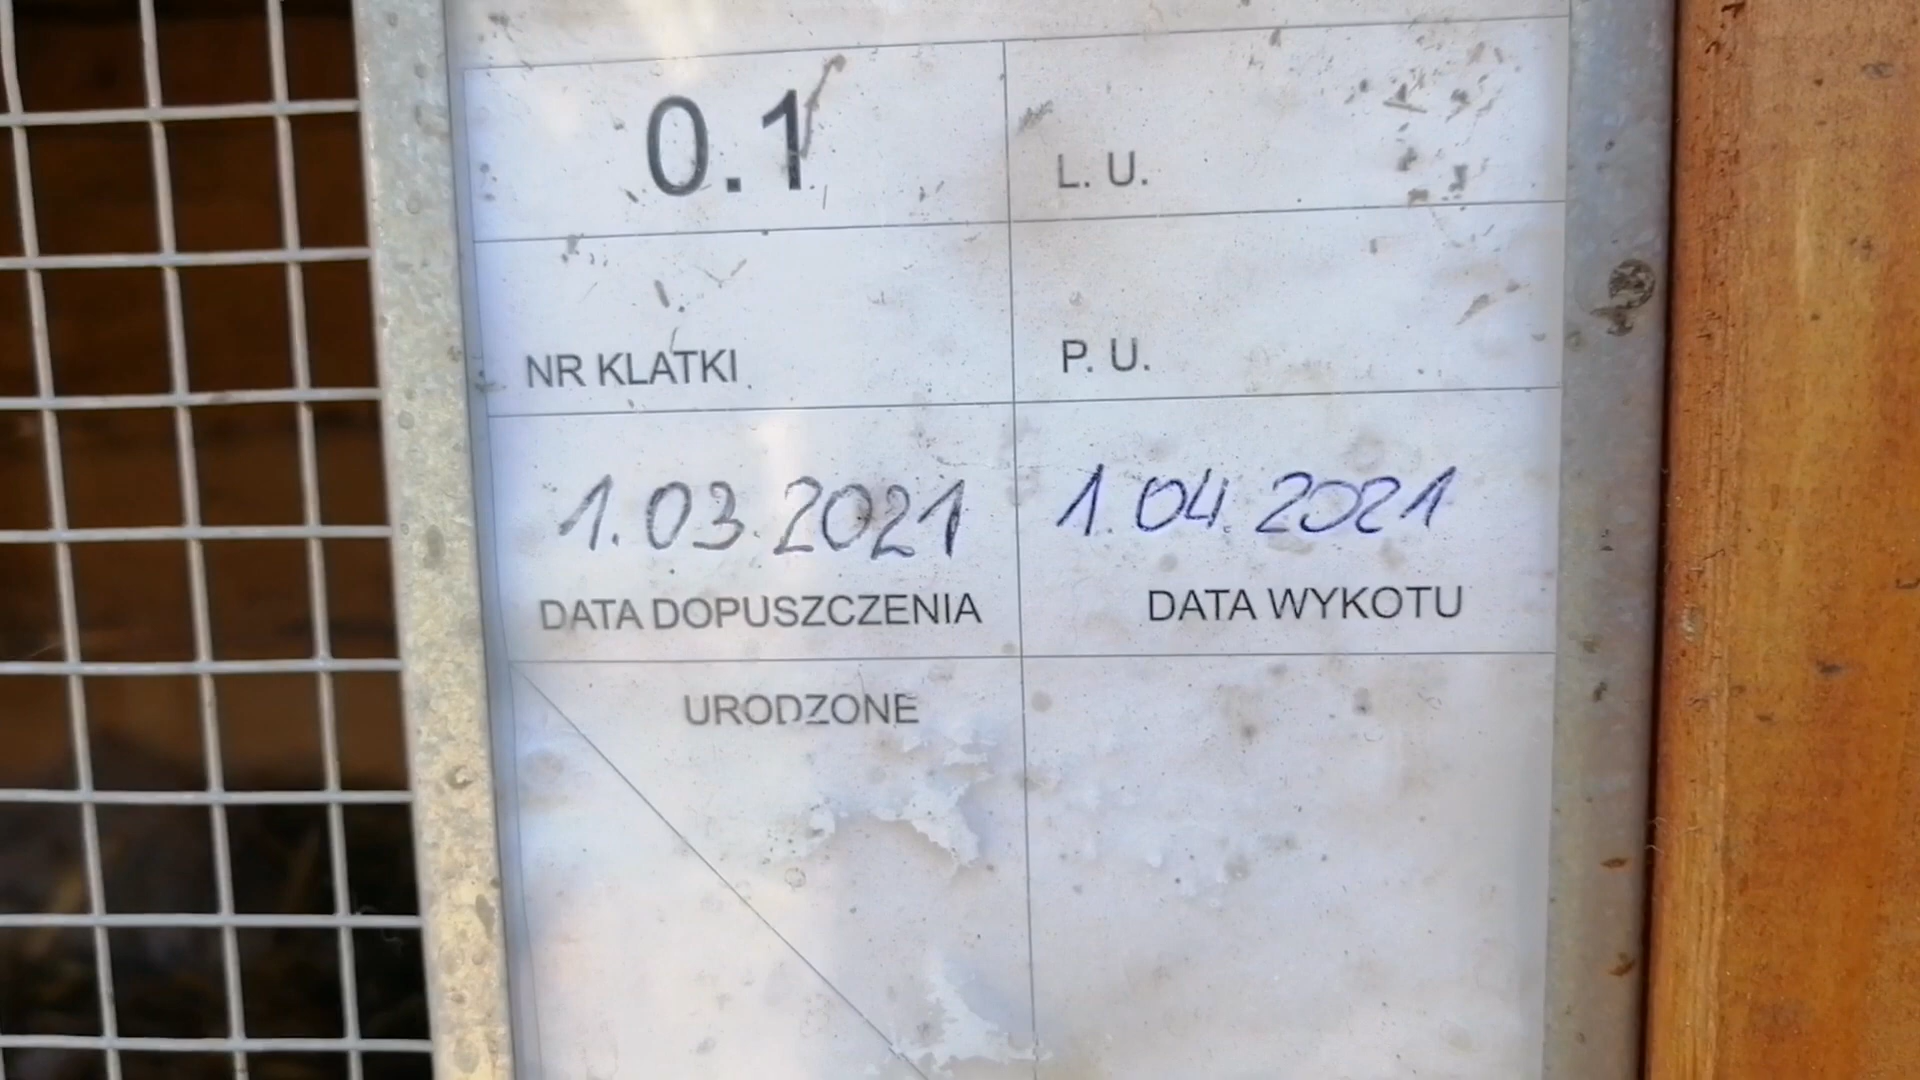 0.1
L. U.
NR KLATKI
P. U.
1.03.2021
1.04.2021
DATA DOPUSZCZENIA
DATA WYKOTU
URODZONE